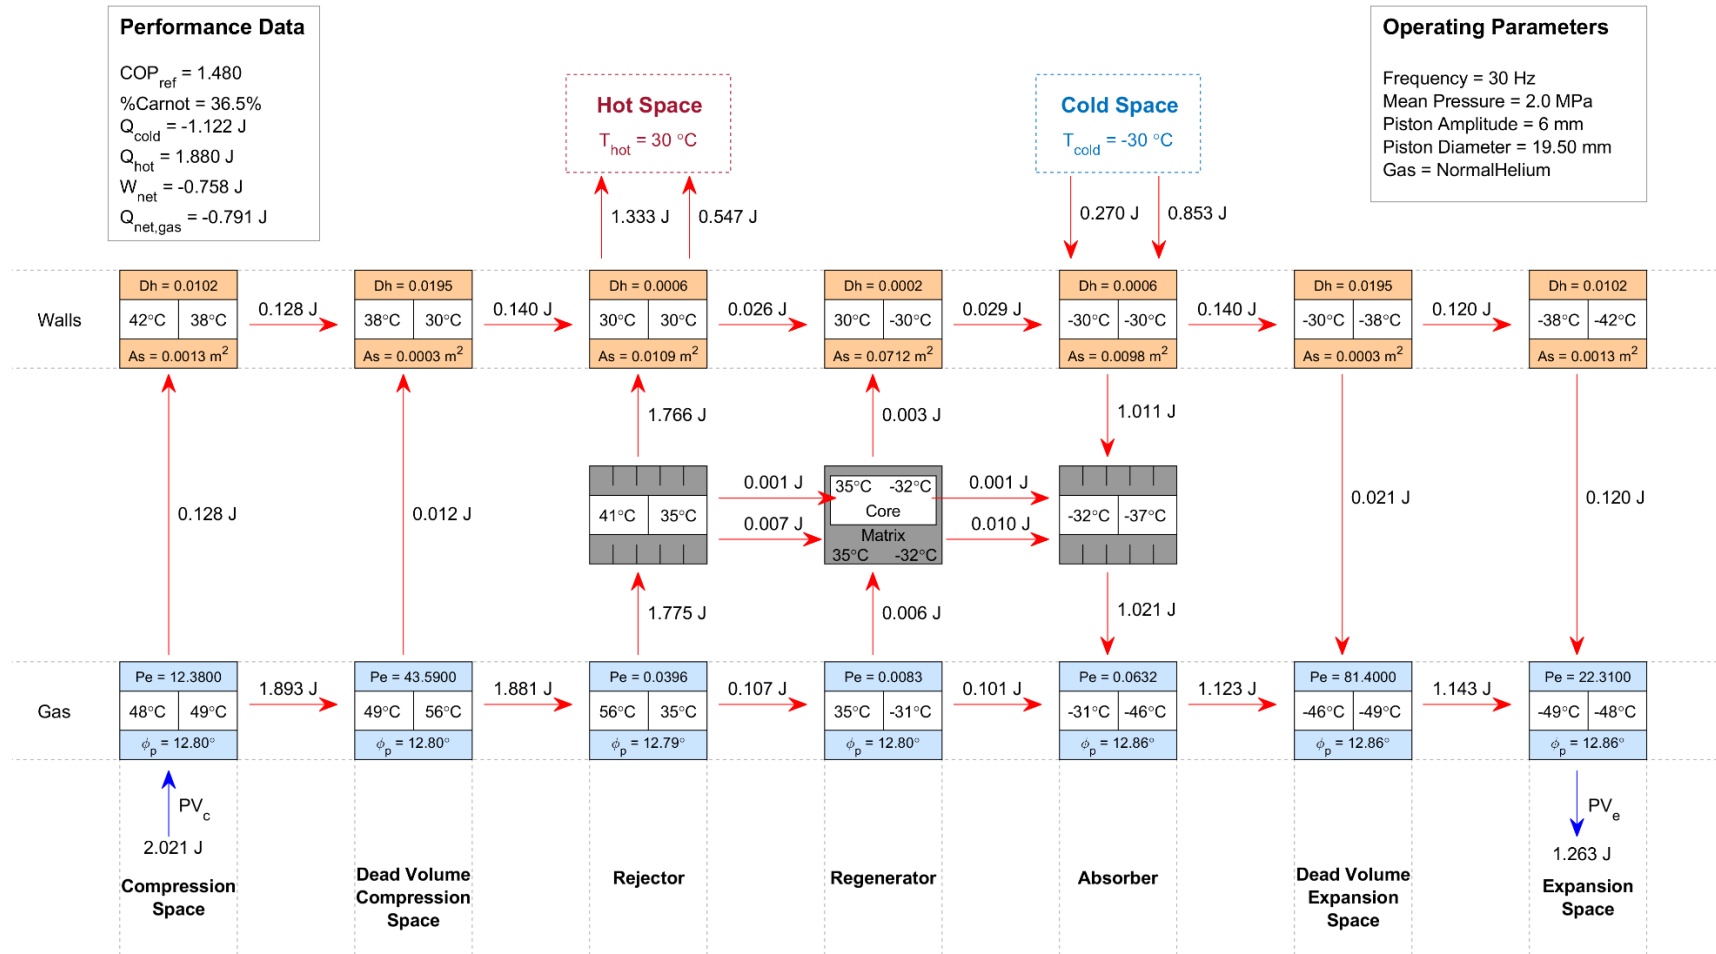 Performance Data
COPref = 1.480
%Carnot = 36.5%
Qcold = -1.122 J
Qhot = 1.880 J
Wnet = -0.758 J
Qnet,gas = -0.791 J
Hot Space
Thot = 30 °C
Cold Space
Tcold = -30 °C
Operating Parameters
Frequency = 30 Hz
Mean Pressure = 2.0 MPa
Piston Amplitude = 6 mm
Piston Diameter = 19.50 mm
Gas = NormalHelium
1.333 J
0.547 J
0.270 J
0.853 J
Walls
Dh = 0.0102
42°C 38°C
As = 0.0013 m2
0.128 J
Dh = 0.0195
38°C 30°C
As = 0.0003 m2
0.140 J
Dh = 0.0006
30°C 30°C
As = 0.0109 m2
0.026 J
Dh = 0.0002
30°C -30°C
As = 0.0712 m2
0.029 J
Dh = 0.0006
-30°C -30°C
As = 0.0098 m2
0.140 J
Dh = 0.0195
-30°C -38°C
As = 0.0003 m2
0.120 J
Dh = 0.0102
-38°C -42°C
As = 0.0013 m2
0.128 J
0.012 J
1.766 J
0.003 J
1.011 J
0.021 J
0.120 J
41°C 35°C
0.001 J
0.007 J
35°C -32°C
Core
Matrix
35°C -32°C
0.001 J
0.010 J
-32°C -37°C
1.775 J
0.006 J
1.021 J
Gas
Pe = 12.3800
48°C 49°C
ϕp = 12.80°
1.893 J
Pe = 43.5900
49°C 56°C
ϕp = 12.80°
1.881 J
Pe = 0.0396
56°C 35°C
ϕp = 12.79°
0.107 J
Pe = 0.0083
35°C -31°C
ϕp = 12.80°
0.101 J
Pe = 0.0632
-31°C -46°C
ϕp = 12.86°
1.123 J
Pe = 81.4000
-46°C -49°C
ϕp = 12.86°
1.143 J
Pe = 22.3100
-49°C -48°C
ϕp = 12.86°
PVc
2.021 J
PVe
1.263 J
Compression
Space
Dead Volume
Compression
Space
Rejector
Regenerator
Absorber
Dead Volume
Expansion
Space
Expansion
Space